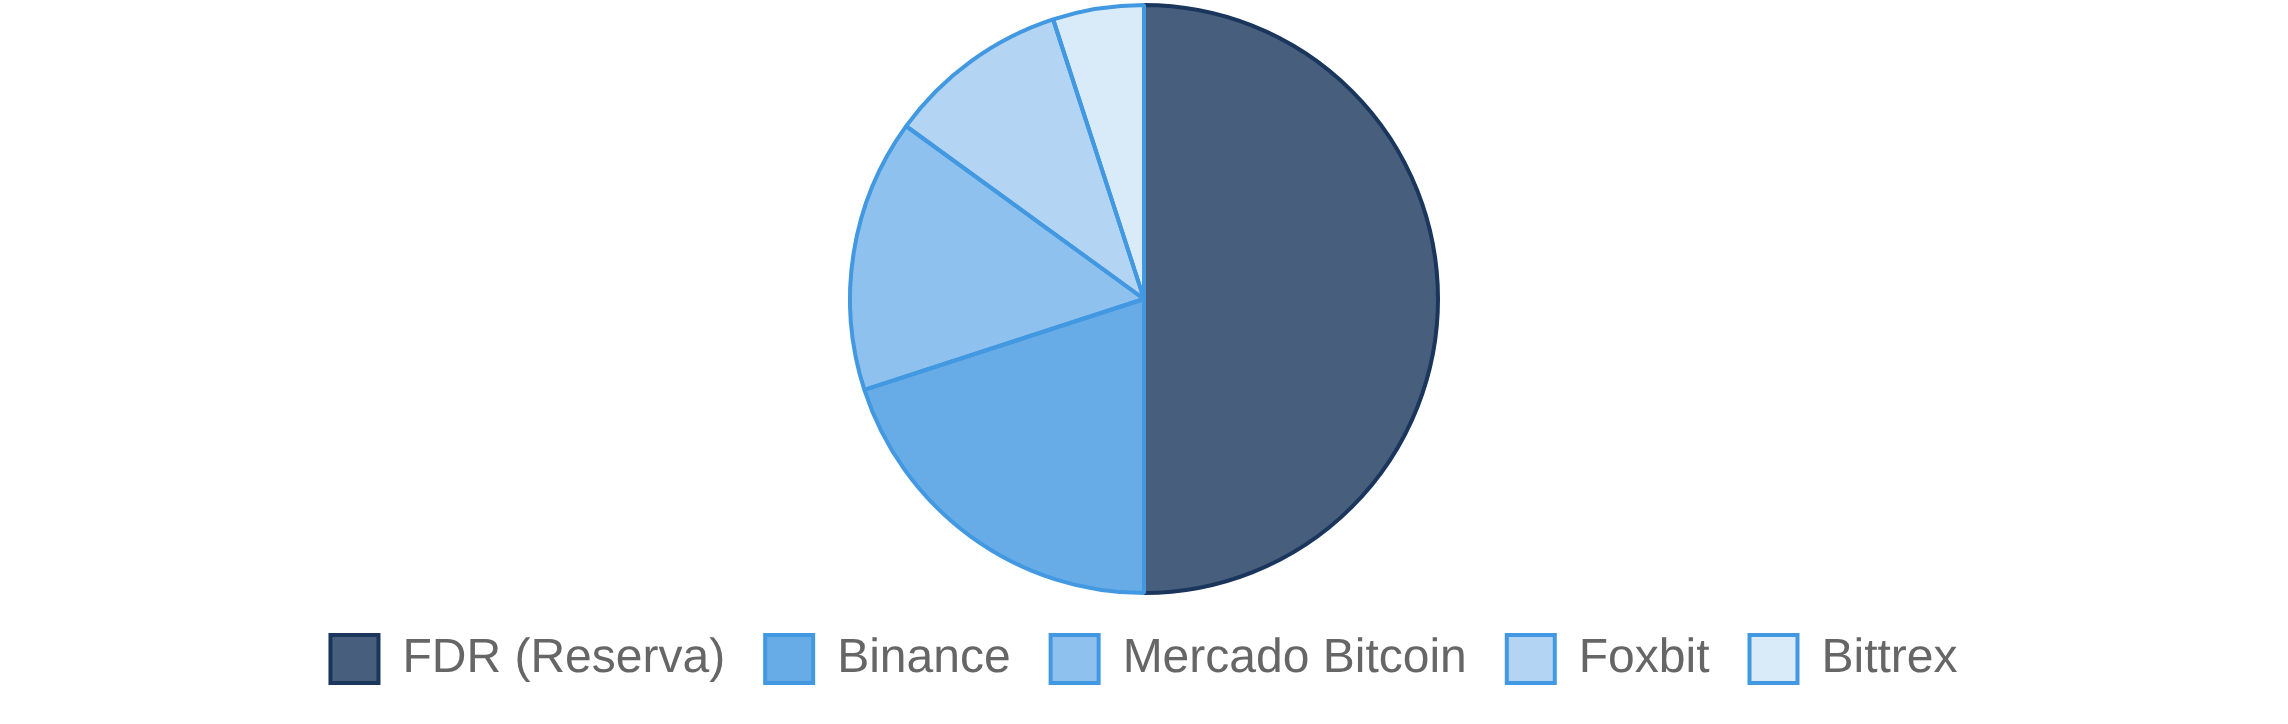 FDR (Reserva) Binance Mercado Bitcoin Foxbit Bittrex